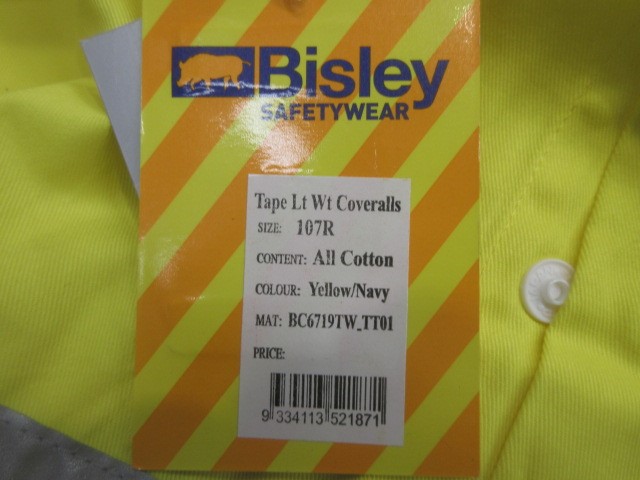 Bisley
SAFETYWEAR
Tape Lt Wt Coveralls
SIZE: 107R
CONTENT: All Cotton
COLOUR: Yellow/Navy
MAT: BC6719TW_TT01
PRICE:
9 334113 521871